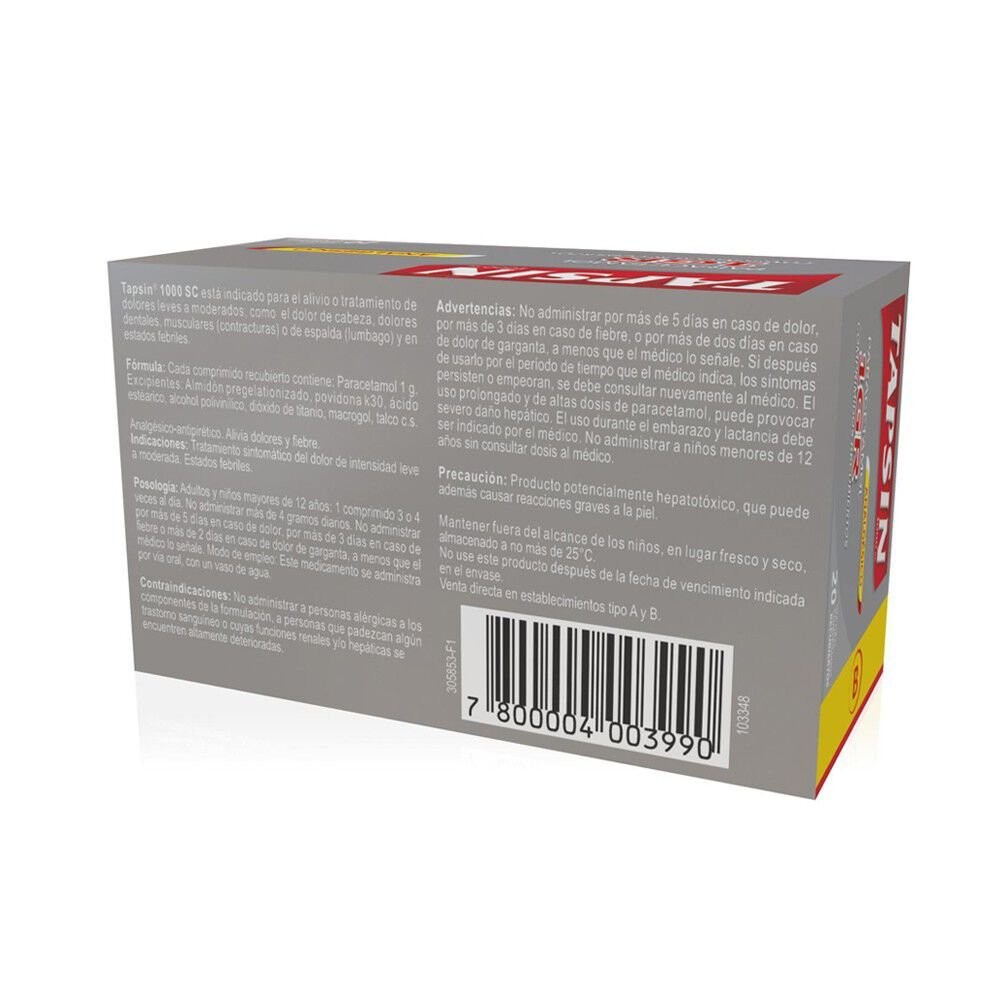 Tapsin® 1000 SC está indicado para el alivio o tratamiento de
dolores leves a moderados, como el dolor de cabeza, dolores
dentales, musculares (contracturas) o de espalda (lumbago) y en
estados febriles.
Fórmula: Cada comprimido recubierto contiene: Paracetamol 1 g.
Excipientes: Almidón pregelationizado, povidona k30, ácido
esteárico, alcohol polivinílico, dióxido de titanio, macrogol, talco c.s.
Analgésico-antipirético. Alivia dolores y fiebre.
Indicaciones: Tratamiento sintomático del dolor de intensidad leve
a moderada. Estados febriles.
Posología: Adultos y niños mayores de 12 años: 1 comprimido 3 o 4
veces al día. No administrar más de 4 gramos diarios. No administrar
por más de 5 días en caso de dolor, por más de 3 días en caso de
fiebre o más de 2 días en caso de dolor de garganta, a menos que el
médico lo señale. Modo de empleo: Este medicamento se administra
por vía oral, con un vaso de agua.
Contraindicaciones: No administrar a personas alérgicas a los
componentes de la formulación, a personas que padezcan algún
trastorno sanguíneo o cuyas funciones renales y/o hepáticas se
encuentren altamente deterioradas.
Advertencias: No administrar por más de 5 días en caso de dolor,
por más de 3 días en caso de fiebre, o por más de dos días en caso
de dolor de garganta, a menos que el médico lo señale. Si después
de usarlo por el periodo de tiempo que el médico indica, los síntomas
persisten o empeoran, se debe consultar nuevamente al médico. El
uso prolongado y de altas dosis de paracetamol, puede provocar
severo daño hepático. El uso durante el embarazo y lactancia debe
ser indicado por el médico. No administrar a niños menores de 12
años sin consultar dosis al médico.
Precaución: Producto potencialmente hepatotóxico, que puede
además causar reacciones graves a la piel.
Mantener fuera del alcance de los niños, en lugar fresco y seco,
almacenado a no más de 25°C.
No use este producto después de la fecha de vencimiento indicada
en el envase.
Venta directa en establecimientos tipo A y B.
305853-F1
7 800004 003990
103348
TAPSIN
TAPSIN
20